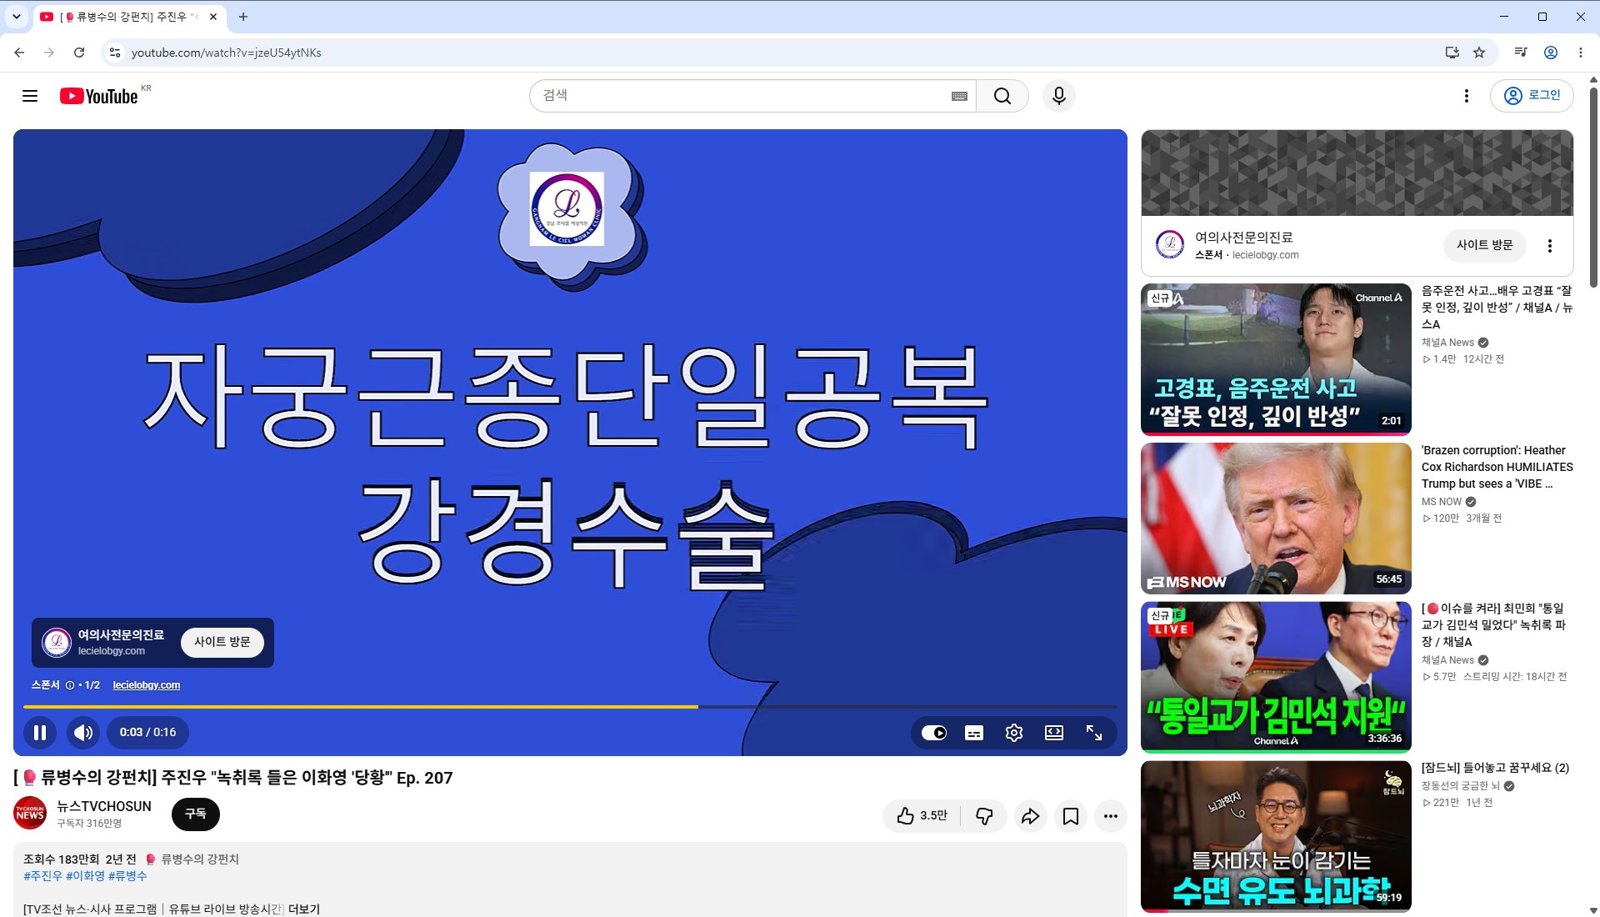 [🥊류병수의 강펀치] 주진우 "녹
youtube.com/watch?v=jzeU54ytNKs
YouTube KR
검색
로그인
L
GANGNAM LE CIEL WOMAN CLINIC
자궁근종단일공복
강경수술
여의사전문의진료
lecielobgy.com
사이트 방문
스폰서 • 1/2 lecielobgy.com
0:03 / 0:16
[🥊류병수의 강펀치] 주진우 "녹취록 들은 이화영 '당황'" Ep. 207
TVCHOSUN
NEWS
뉴스TVCHOSUN
구독자 316만명
구독
3.5만
조회수 183만회 2년 전 🥊 류병수의 강펀치
#주진우 #이화영 #류병수
[TV조선 뉴스·시사 프로그램 | 유튜브 라이브 방송시간] 더보기
여의사전문의진료
스폰서 · lecielobgy.com
사이트 방문
신규
Channel A
고경표, 음주운전 사고
“잘못 인정, 깊이 반성”
2:01
음주운전 사고…배우 고경표 “잘
못 인정, 깊이 반성” / 채널A / 뉴
스A
채널A News
1.4만 12시간 전
MS NOW
56:45
'Brazen corruption': Heather
Cox Richardson HUMILIATES
Trump but sees a 'VIBE ...
MS NOW
120만 3개월 전
신규
LIVE
“통일교가 김민석 지원“
Channel A
3:36:36
[🔴이슈를 켜라] 최민희 "통일
교가 김민석 밀었다" 녹취록 파
장 / 채널A
채널A News
5.7만 스트리밍 시간: 18시간 전
잠드뇌
뇌과학자
틀자마자 눈이 감기는
수면 유도 뇌과학
59:19
[잠드뇌] 틀어놓고 꿈꾸세요 (2)
장동선의 궁금한 뇌
221만 1년 전